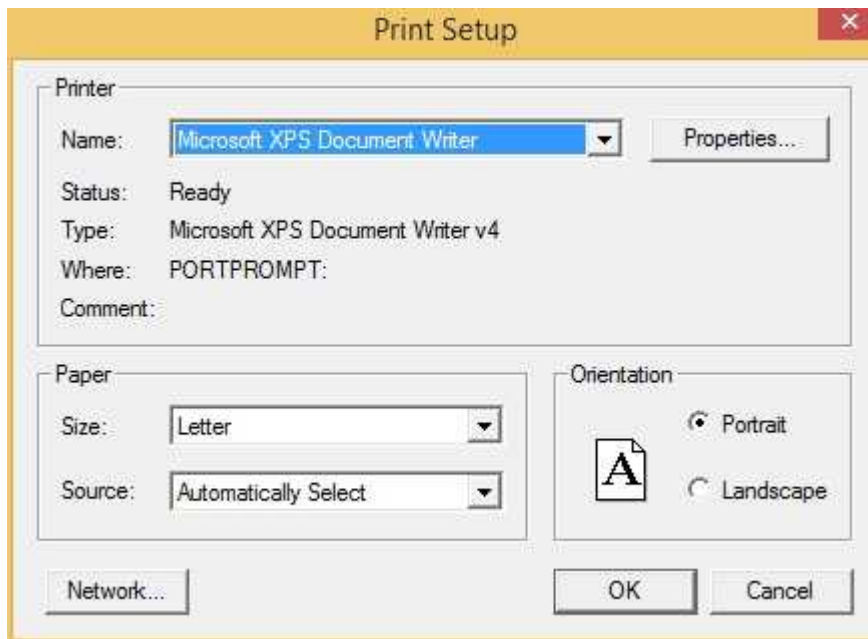 Print Setup
Printer
Name: Microsoft XPS Document Writer Properties...
Status: Ready
Type: Microsoft XPS Document Writer v4
Where: PORTPROMPT:
Comment:
Paper
Size: Letter
Source: Automatically Select
Orientation
A
Portrait
Landscape
Network... OK Cancel